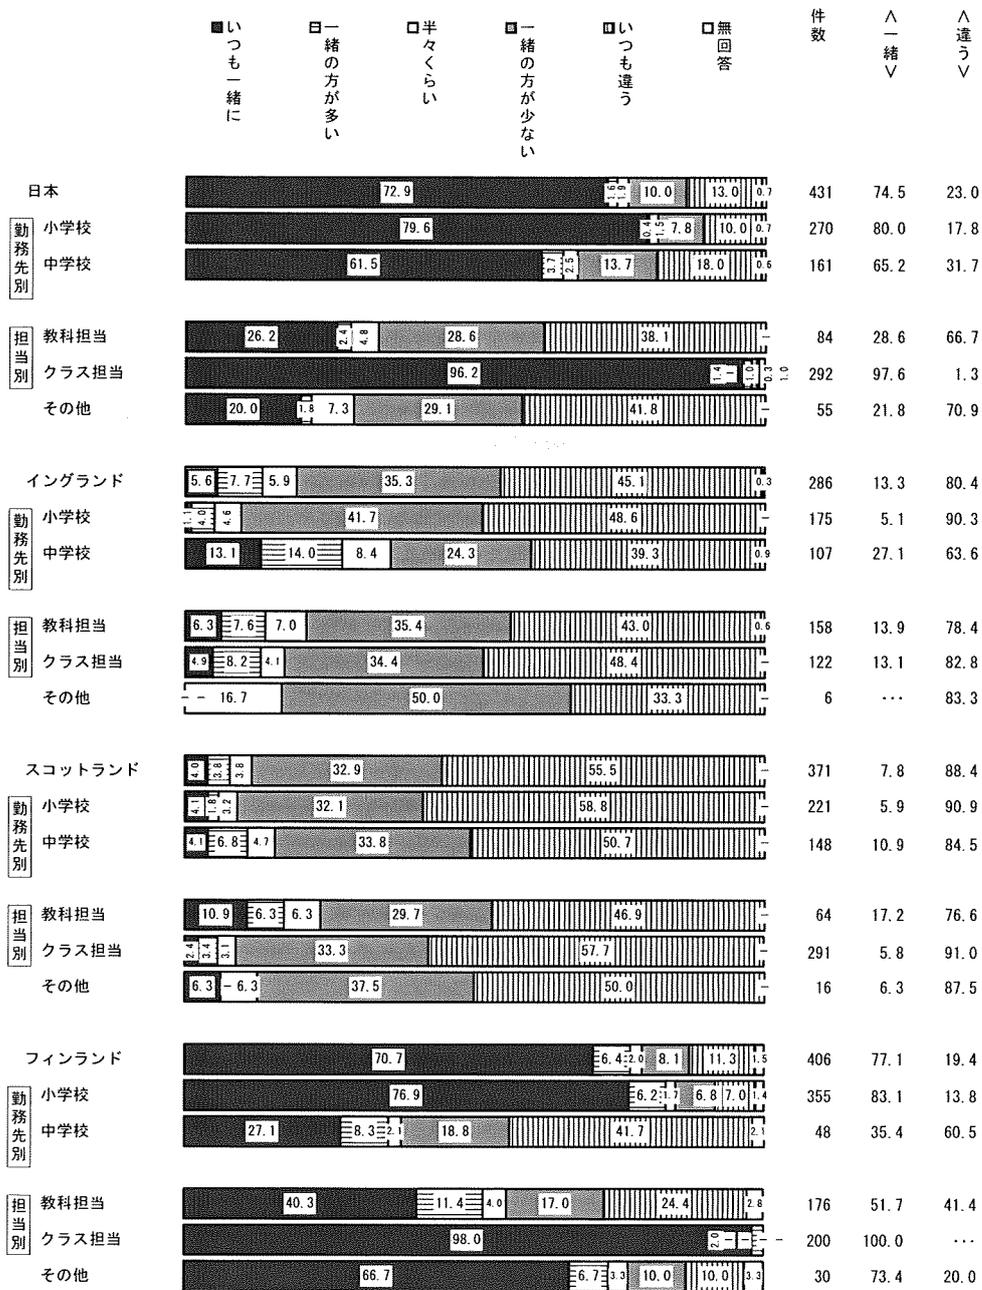 いつも一緒に
一緒の方が多い
半々くらい
一緒の方が少ない
いつも違う
無回答
件数
<一緒>
<違う>
日本 72.9 1.6 1.9 10.0 13.0 0.7 431 74.5 23.0
勤務先別
小学校 79.6 0.4 1.5 7.8 10.0 0.7 270 80.0 17.8
中学校 61.5 3.7 2.5 13.7 18.0 0.6 161 65.2 31.7
担当別
教科担当 26.2 2.4 4.8 28.6 38.1 - 84 28.6 66.7
クラス担当 96.2 1.4 - 1.0 0.3 1.0 292 97.6 1.3
その他 20.0 1.8 7.3 29.1 41.8 - 55 21.8 70.9
イングランド 5.6 7.7 5.9 35.3 45.1 0.3 286 13.3 80.4
勤務先別
小学校 1.1 4.0 4.6 41.7 48.6 - 175 5.1 90.3
中学校 13.1 14.0 8.4 24.3 39.3 0.9 107 27.1 63.6
担当別
教科担当 6.3 7.6 7.0 35.4 43.0 0.6 158 13.9 78.4
クラス担当 4.9 8.2 4.1 34.4 48.4 - 122 13.1 82.8
その他 - - 16.7 50.0 33.3 - 6 ... 83.3
スコットランド 4.0 3.8 3.8 32.9 55.5 - 371 7.8 88.4
勤務先別
小学校 4.1 1.8 3.2 32.1 58.8 - 221 5.9 90.9
中学校 4.1 6.8 4.7 33.8 50.7 - 148 10.9 84.5
担当別
教科担当 10.9 6.3 6.3 29.7 46.9 - 64 17.2 76.6
クラス担当 2.4 3.4 3.1 33.3 57.7 - 291 5.8 91.0
その他 6.3 - 6.3 37.5 50.0 - 16 6.3 87.5
フィンランド 70.7 6.4 2.0 8.1 11.3 1.5 406 77.1 19.4
勤務先別
小学校 76.9 6.2 1.7 6.8 7.0 1.4 355 83.1 13.8
中学校 27.1 8.3 2.1 18.8 41.7 2.1 48 35.4 60.5
担当別
教科担当 40.3 11.4 4.0 17.0 24.4 2.8 176 51.7 41.4
クラス担当 98.0 2.0 - - - - 200 100.0 ...
その他 66.7 6.7 3.3 10.0 10.0 3.3 30 73.4 20.0